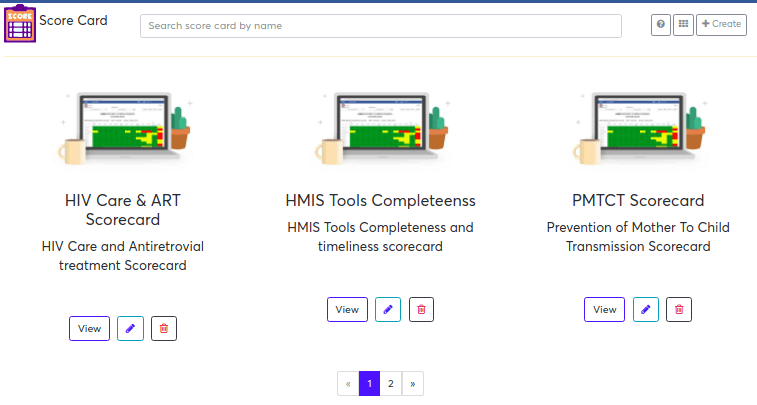 SCORE
Score Card
Search score card by name
+ Create
HIV Care & ART
Scorecard
HIV Care and Antiretrovial
treatment Scorecard
View
HMIS Tools Completeenss
HMIS Tools Completeness and
timeliness scorecard
View
PMTCT Scorecard
Prevention of Mother To Child
Transmission Scorecard
View
« 1 2 »